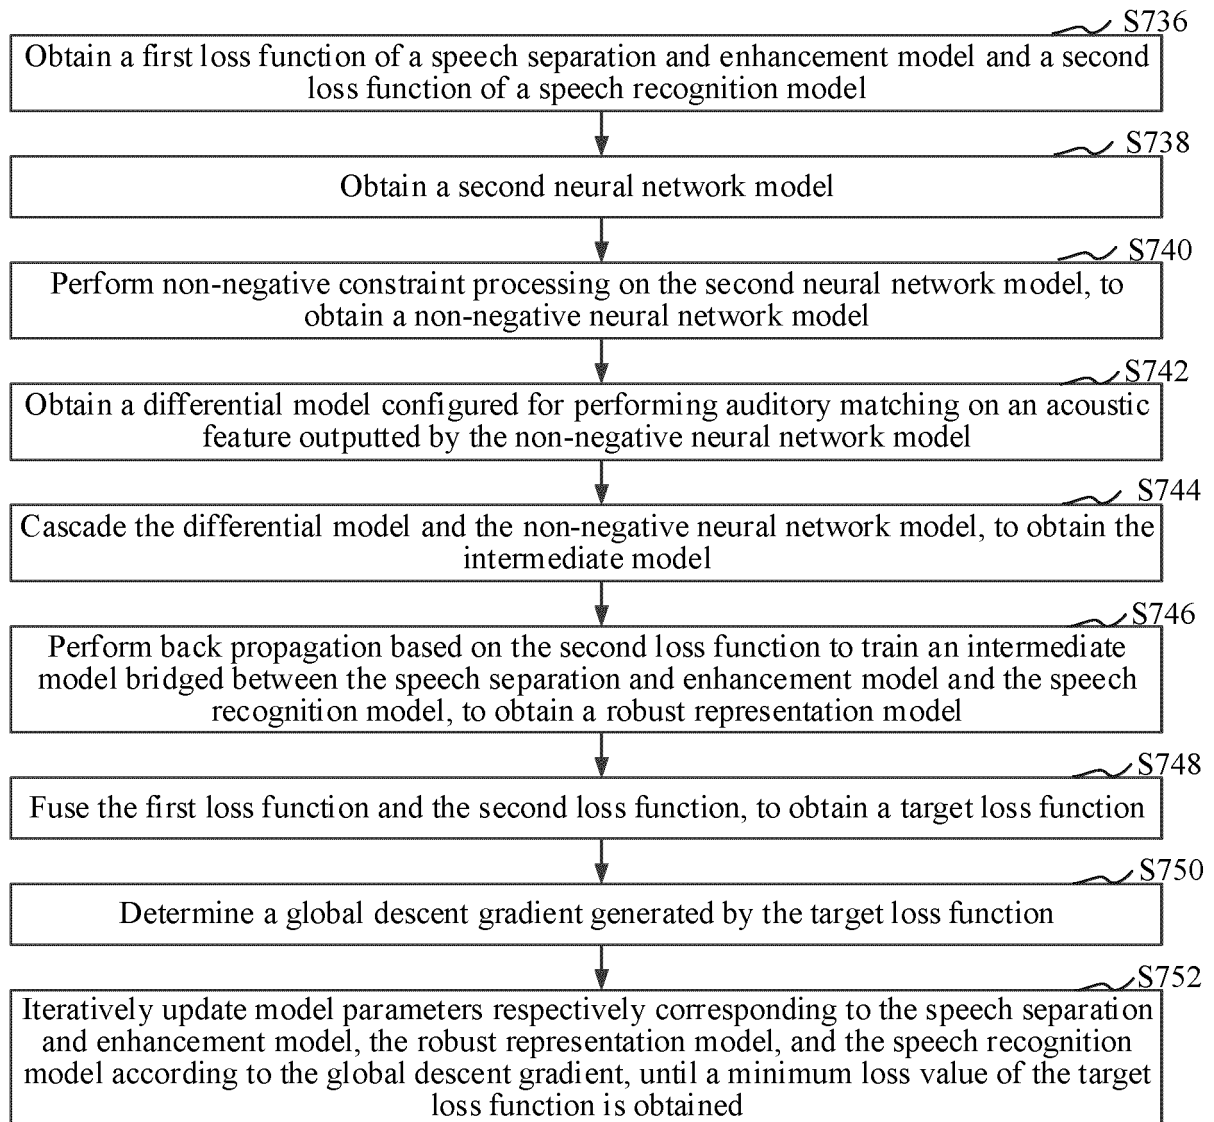 S736
Obtain a first loss function of a speech separation and enhancement model and a second
loss function of a speech recognition model
S738
Obtain a second neural network model
S740
Perform non-negative constraint processing on the second neural network model, to
obtain a non-negative neural network model
S742
Obtain a differential model configured for performing auditory matching on an acoustic
feature outputted by the non-negative neural network model
S744
Cascade the differential model and the non-negative neural network model, to obtain the
intermediate model
S746
Perform back propagation based on the second loss function to train an intermediate
model bridged between the speech separation and enhancement model and the speech
recognition model, to obtain a robust representation model
S748
Fuse the first loss function and the second loss function, to obtain a target loss function
S750
Determine a global descent gradient generated by the target loss function
S752
Iteratively update model parameters respectively corresponding to the speech separation
and enhancement model, the robust representation model, and the speech recognition
model according to the global descent gradient, until a minimum loss value of the target
loss function is obtained